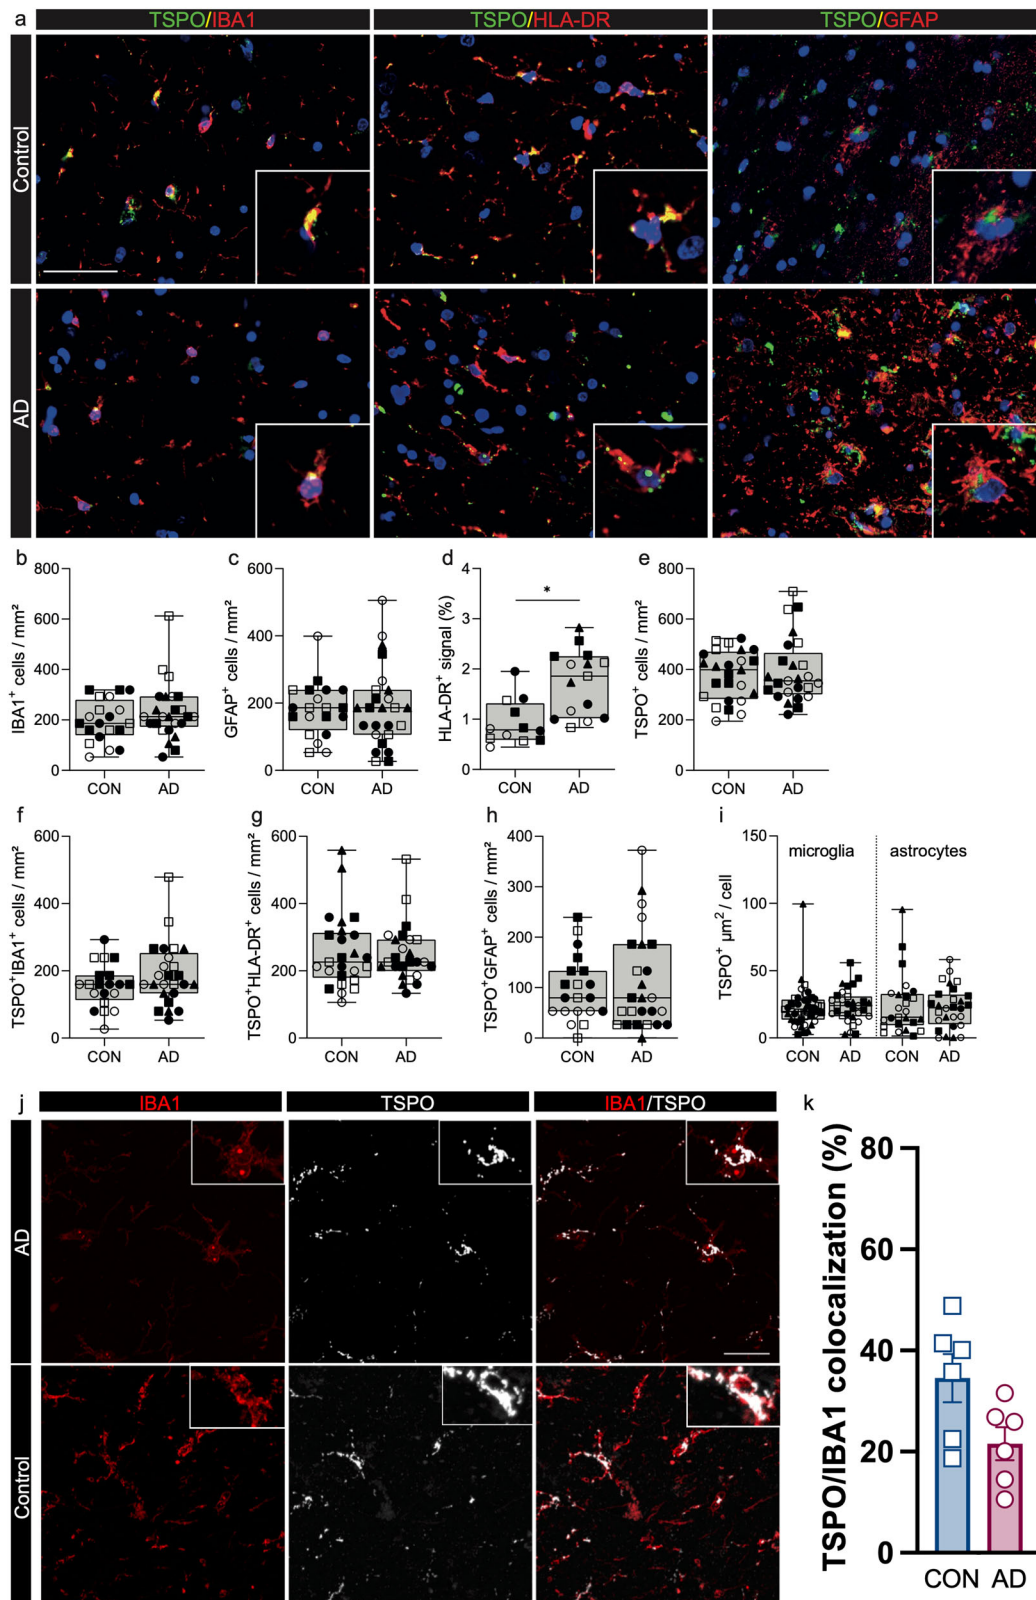 a
TSPO/IBA1
TSPO/HLA-DR
TSPO/GFAP
Control
AD
b
IBA1⁺ cells / mm²
800
600
400
200
0
CON
AD
c
GFAP⁺ cells / mm²
600
400
200
0
CON
AD
d
HLA-DR⁺ signal (%)
4
3
2
1
0
*
CON
AD
e
TSPO⁺ cells / mm²
800
600
400
200
0
CON
AD
f
TSPO⁺IBA1⁺ cells / mm²
600
400
200
0
CON
AD
g
TSPO⁺HLA-DR⁺ cells / mm²
600
400
200
0
CON
AD
h
TSPO⁺GFAP⁺ cells / mm²
400
300
200
100
0
CON
AD
i
TSPO⁺ µm² / cell
150
100
50
0
microglia
astrocytes
CON
AD
CON
AD
j
IBA1
TSPO
IBA1/TSPO
AD
Control
k
TSPO/IBA1 colocalization (%)
80
60
40
20
0
CON
AD